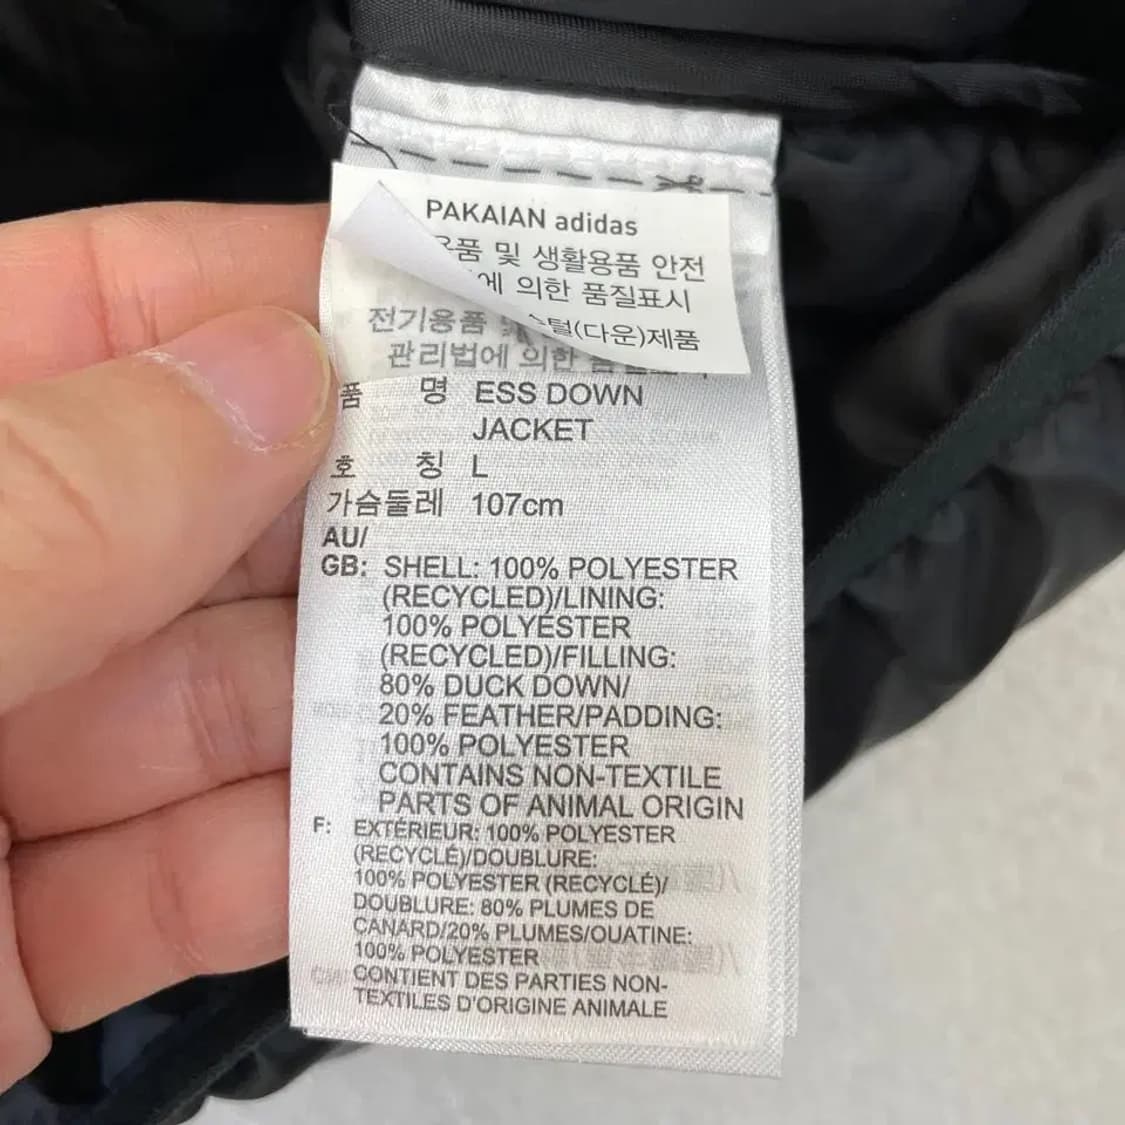 PAKAIAN adidas
용품 및 생활용품 안전
에 의한 품질표시
털(다운)제품
전기용품
관리법에 의한
품 명 ESS DOWN
JACKET
호 칭 L
가슴둘레 107cm
AU/
GB: SHELL: 100% POLYESTER
(RECYCLED)/LINING:
100% POLYESTER
(RECYCLED)/FILLING:
80% DUCK DOWN/
20% FEATHER/PADDING:
100% POLYESTER
CONTAINS NON-TEXTILE
PARTS OF ANIMAL ORIGIN
F: EXTÉRIEUR: 100% POLYESTER
(RECYCLÉ)/DOUBLURE:
100% POLYESTER (RECYCLÉ)/
DOUBLURE: 80% PLUMES DE
CANARD/20% PLUMES/OUATINE:
100% POLYESTER
CONTIENT DES PARTIES NON-
TEXTILES D'ORIGINE ANIMALE